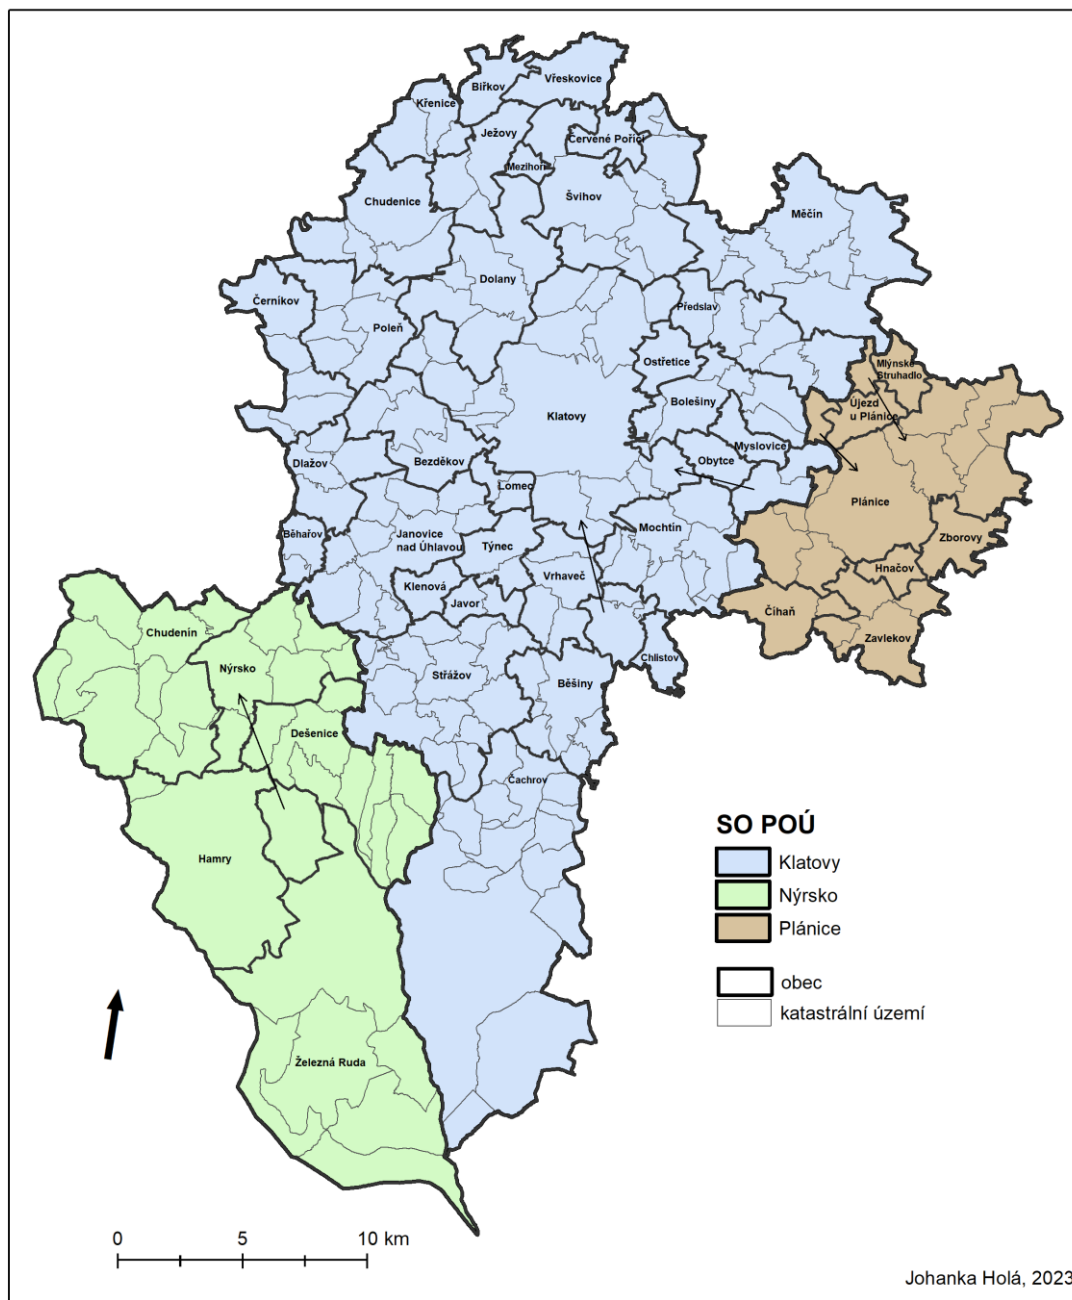 Biřkov
Vřeskovice
Křenice
Ježovy
Červené Poříčí
Mezihoří
Chudenice
Švihov
Měčín
Dolany
Černíkov
Předslav
Poleň
Ostřetice
Mlýnské
Struhadlo
Bolešiny
Újezd
u Plánice
Klatovy
Myslovice
Dlažov
Bezděkov
Obytce
Lomec
Plánice
Běhařov
Janovice
nad Úhlavou
Týnec
Mochtín
Zborovy
Vrhaveč
Hnačov
Klenová
Javor
Číhaň
Chudenín
Zavlekov
Nýrsko
Strážov
Běšiny
Chlistov
Dešenice
Čachrov
Hamry
Železná Ruda
SO POÚ
Klatovy
Nýrsko
Plánice
obec
katastrální území
0 5 10 km
Johanka Holá, 2023